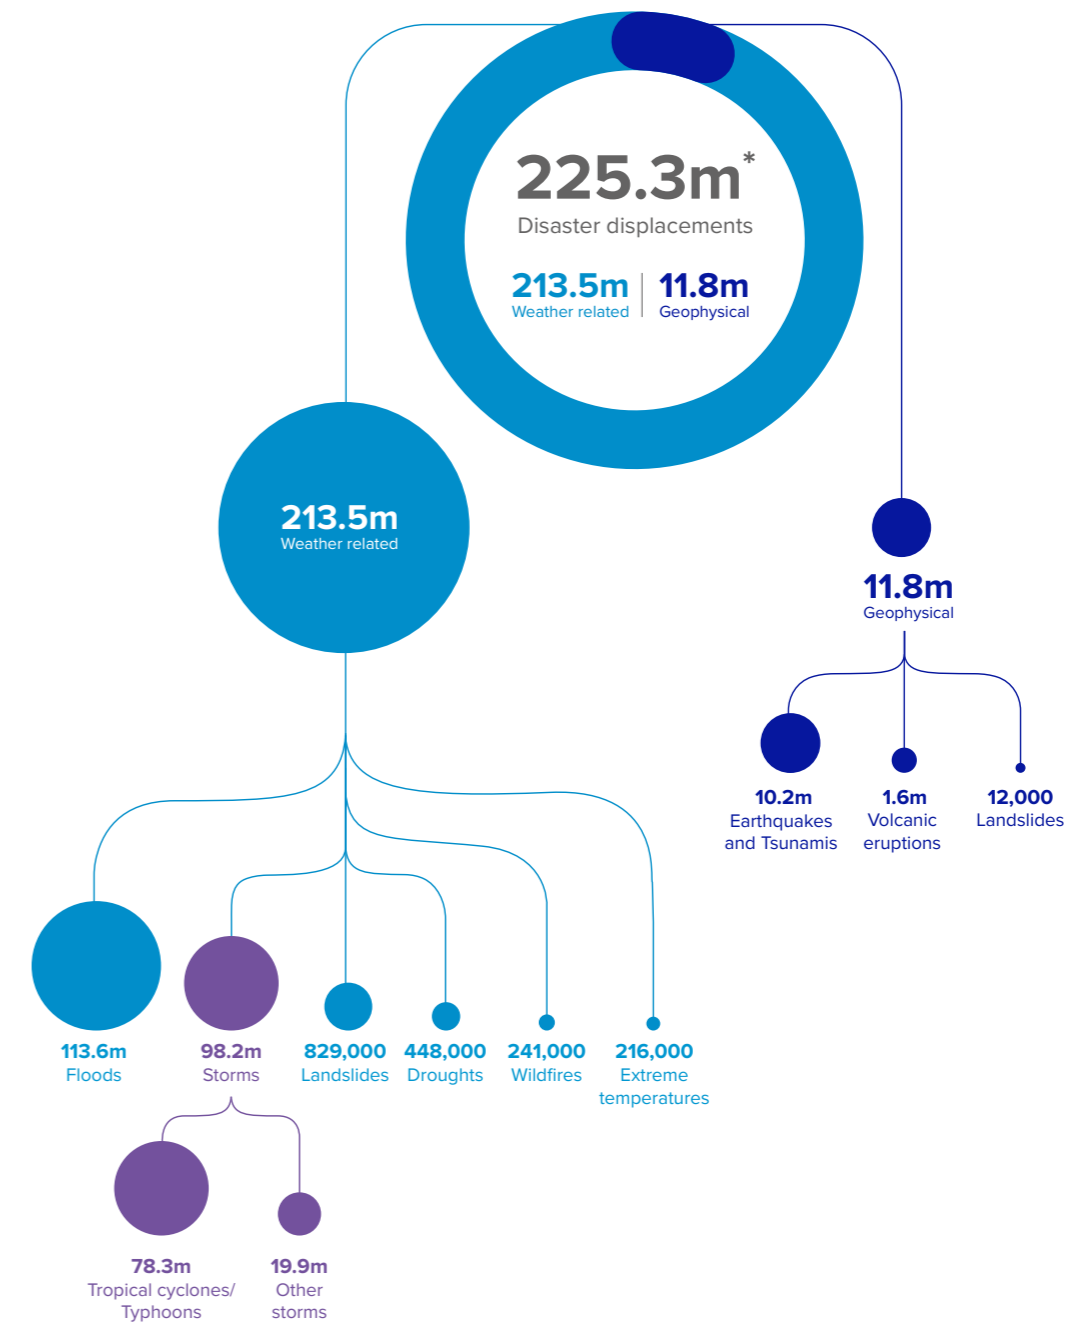 225.3m*
Disaster displacements
213.5m
Weather related
11.8m
Geophysical
213.5m
Weather related
11.8m
Geophysical
10.2m
Earthquakes
and Tsunamis
1.6m
Volcanic
eruptions
12,000
Landslides
113.6m
Floods
98.2m
Storms
829,000
Landslides
448,000
Droughts
241,000
Wildfires
216,000
Extreme
temperatures
78.3m
Tropical cyclones/
Typhoons
19.9m
Other
storms